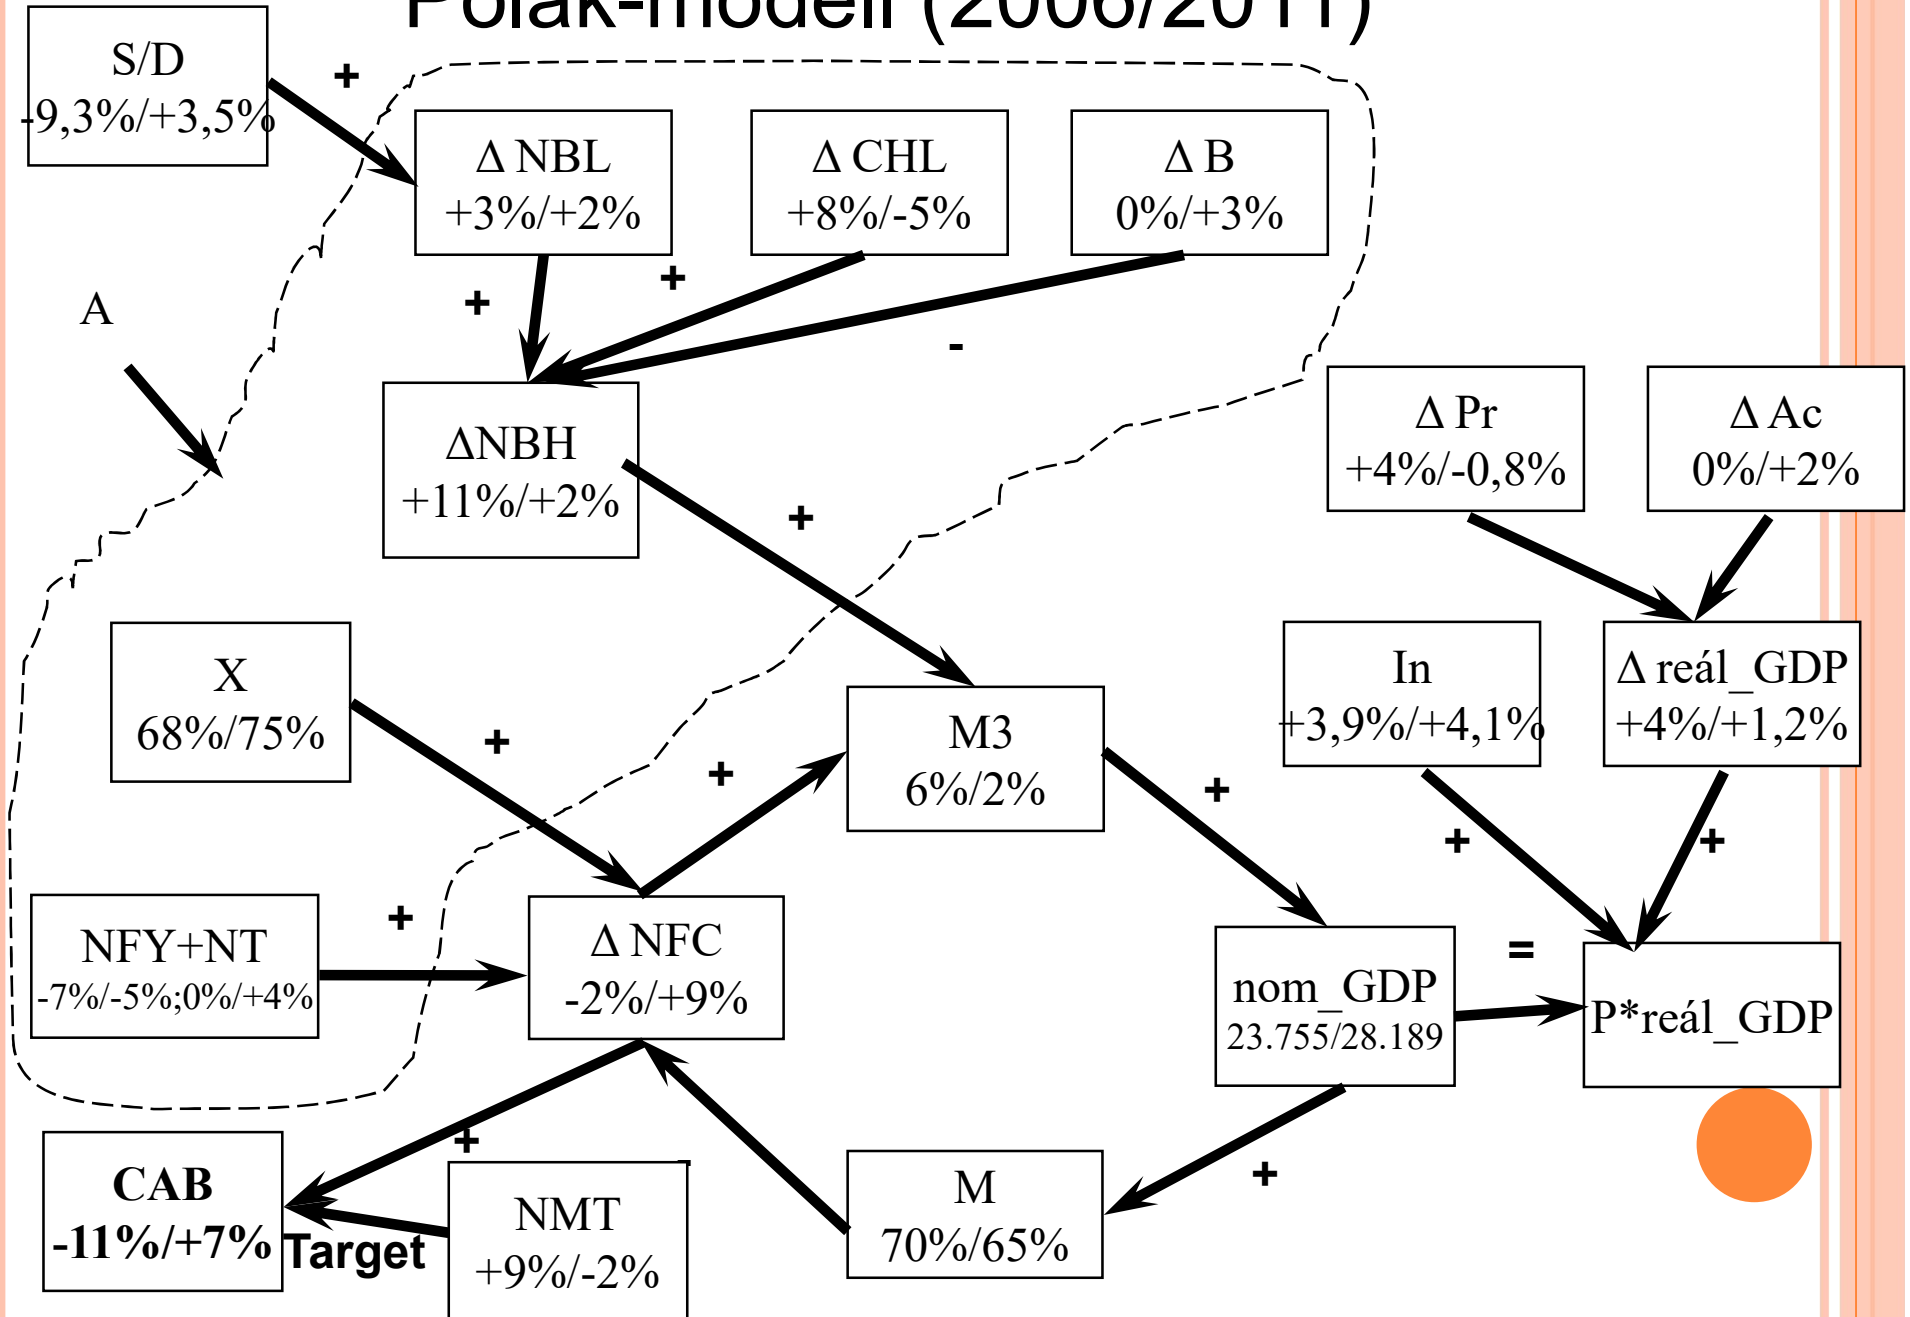 Polak-modell (2006/2011)
S/D
-9,3%/+3,5%
+
Δ NBL
+3%/+2%
Δ CHL
+8%/-5%
Δ B
0%/+3%
+
+
-
A
ΔNBH
+11%/+2%
+
Δ Pr
+4%/-0,8%
Δ Ac
0%/+2%
X
68%/75%
+
+
M3
6%/2%
+
In
+3,9%/+4,1%
Δ reál_GDP
+4%/+1,2%
+
+
NFY+NT
-7%/-5%;0%/+4%
+
Δ NFC
-2%/+9%
nom_GDP
23.755/28.189
=
P*reál_GDP
CAB
-11%/+7%
+
-
Target
NMT
+9%/-2%
M
70%/65%
+